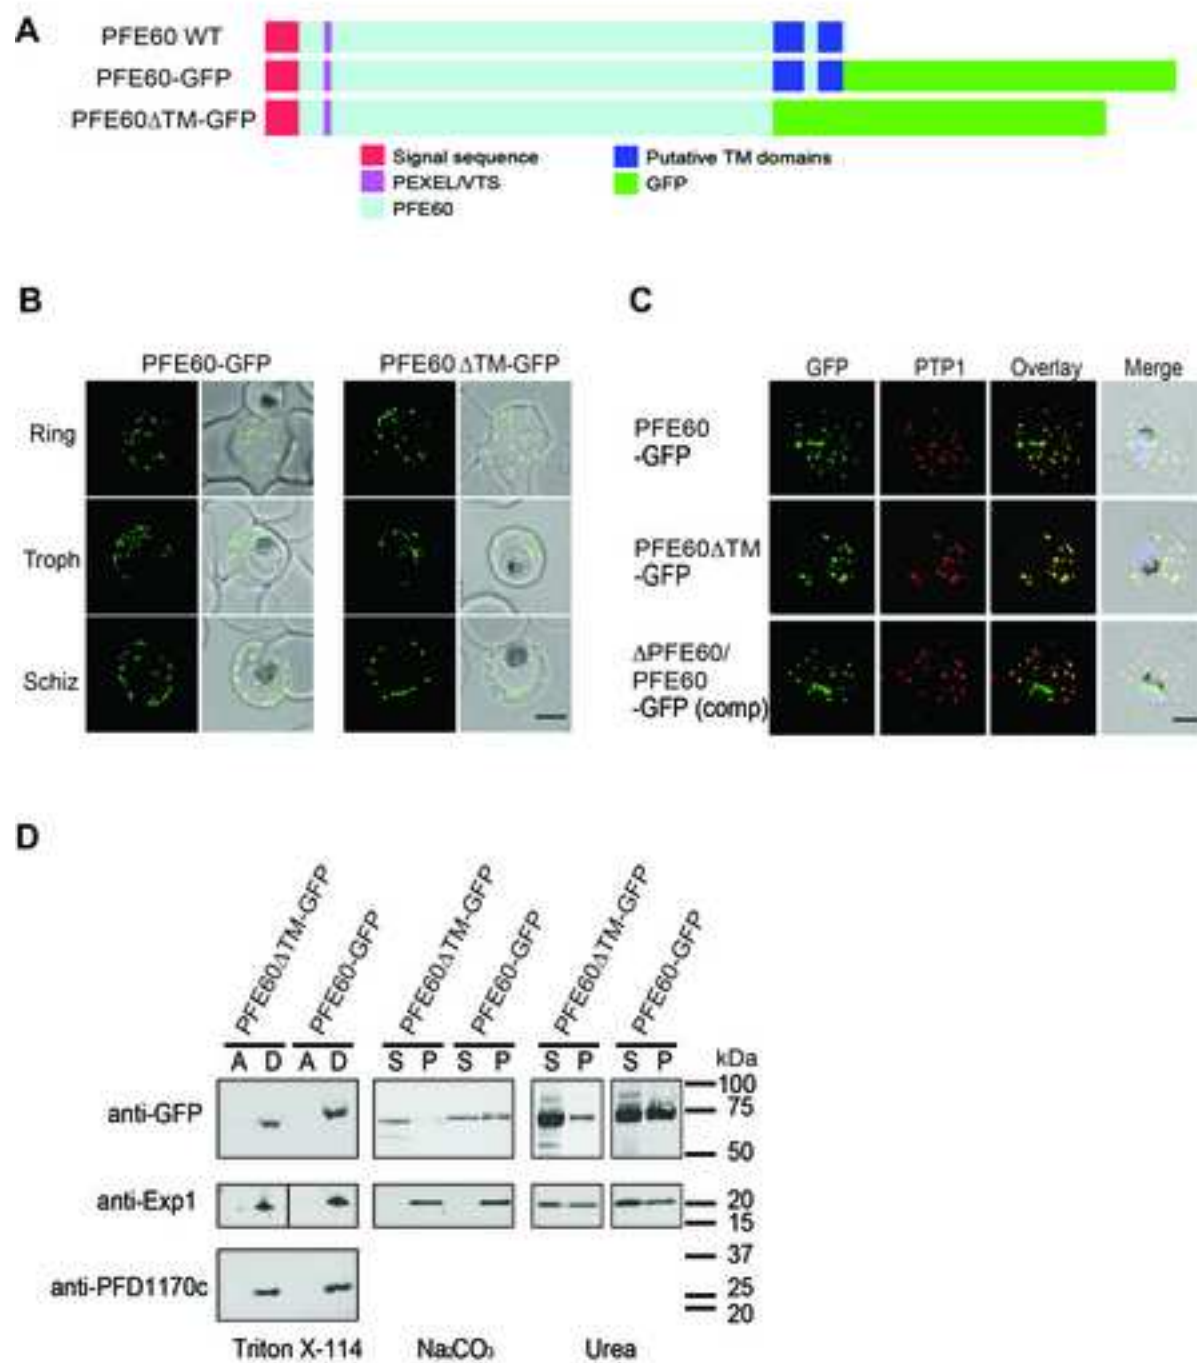 A
PFE60 WT
PFE60-GFP
PFE60ΔTM-GFP
Signal sequence
PEXEL/VTS
PFE60
Putative TM domains
GFP
B
PFE60-GFP
PFE60ΔTM-GFP
Ring
Troph
Schiz
C
GFP PTP1 Overlay Merge
PFE60
-GFP
PFE60ΔTM
-GFP
ΔPFE60/
PFE60
-GFP (comp)
D
PFE60ΔTM-GFP
PFE60-GFP
PFE60ΔTM-GFP
PFE60-GFP
PFE60ΔTM-GFP
PFE60-GFP
A D A D S P S P S P S P kDa
anti-GFP
100
75
50
anti-Exp1
20
15
anti-PFD1170c
37
25
20
Triton X-114 Na₂CO₃ Urea